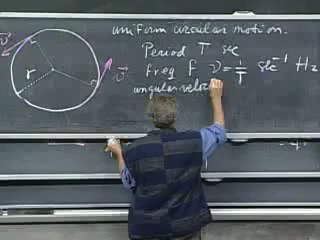 v
uniform circular motion.
Period T sec
r
freq f ν = 1/T sec⁻¹ Hz
v
angular veloc